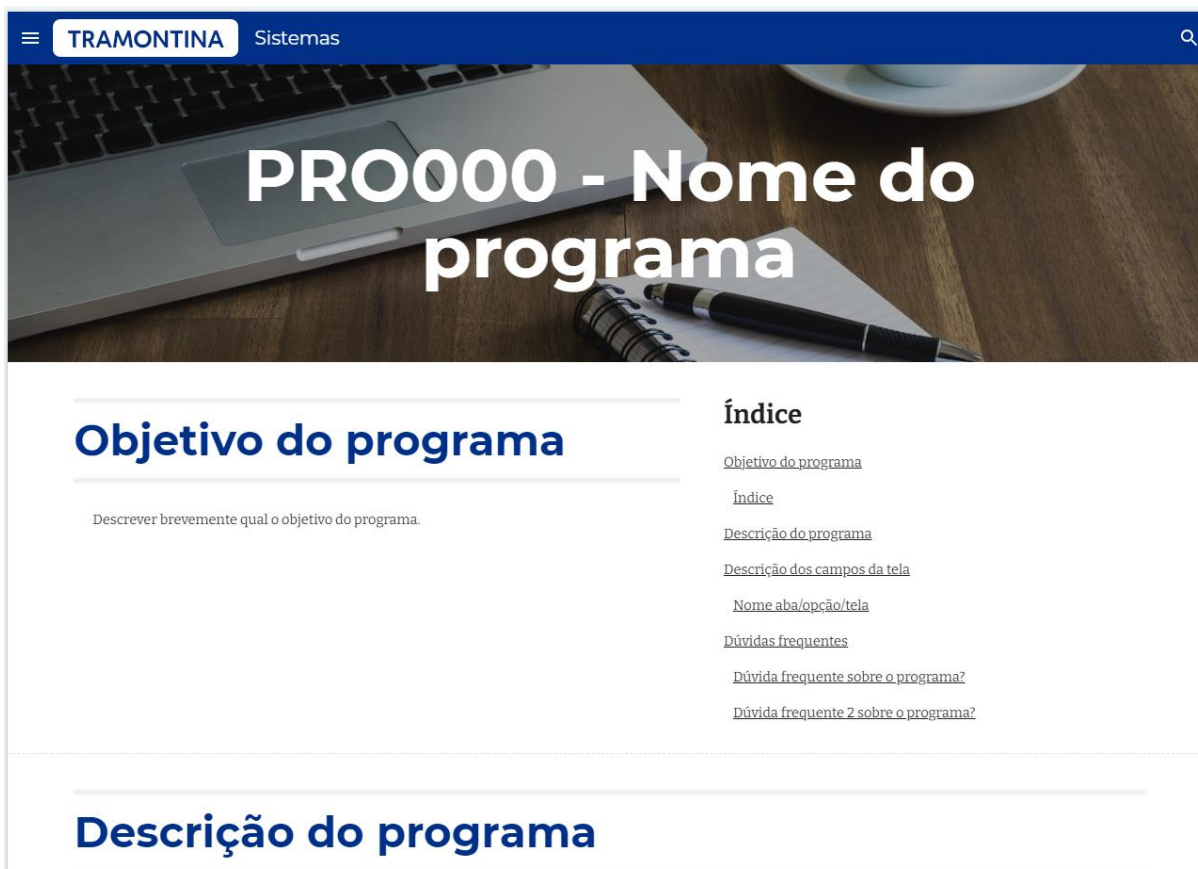 TRAMONTINA Sistemas
PRO000 - Nome do
programa
Objetivo do programa
Descrever brevemente qual o objetivo do programa.
Índice
Objetivo do programa
Índice
Descrição do programa
Descrição dos campos da tela
Nome aba/opção/tela
Dúvidas frequentes
Dúvida frequente sobre o programa?
Dúvida frequente 2 sobre o programa?
Descrição do programa